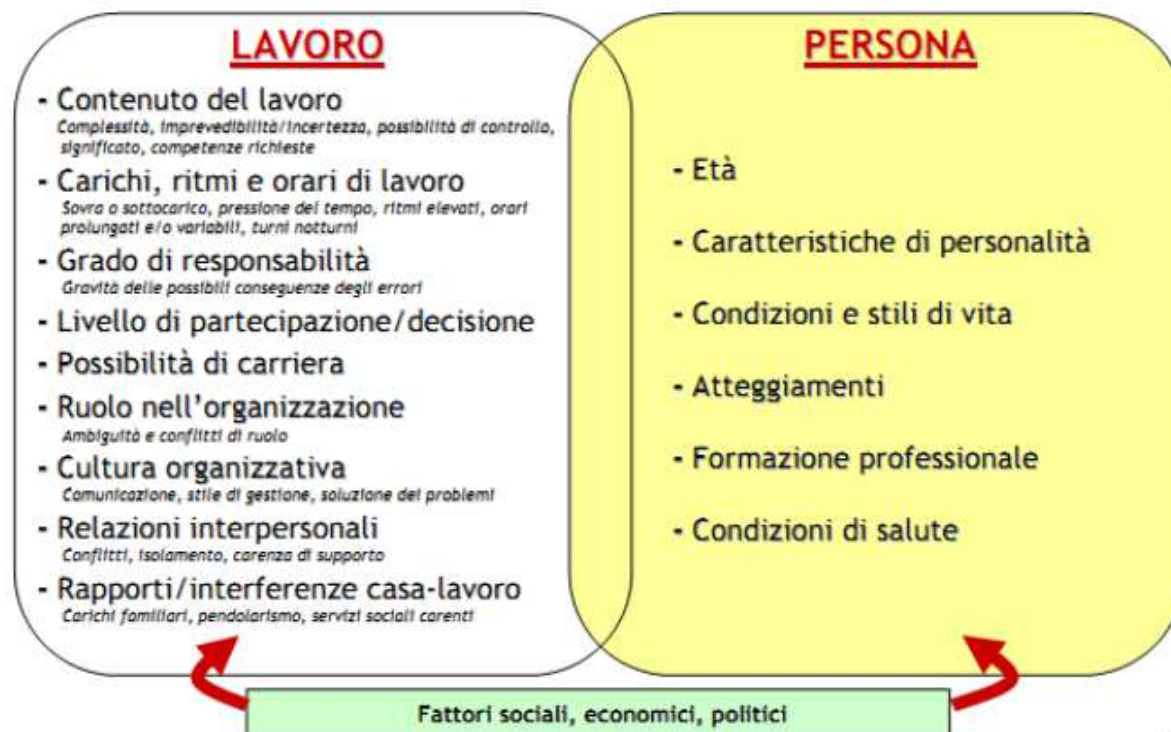 LAVORO
- Contenuto del lavoro
Complessità, imprevedibilità/incertezza, possibilità di controllo,
significato, competenze richieste
- Carichi, ritmi e orari di lavoro
Sovra o sottocarico, pressione del tempo, ritmi elevati, orari
prolungati e/o variabili, turni notturni
- Grado di responsabilità
Gravità delle possibili conseguenze degli errori
- Livello di partecipazione/decisione
- Possibilità di carriera
- Ruolo nell'organizzazione
Ambiguità e conflitti di ruolo
- Cultura organizzativa
Comunicazione, stile di gestione, soluzione dei problemi
- Relazioni interpersonali
Conflitti, isolamento, carenza di supporto
- Rapporti/interferenze casa-lavoro
Carichi familiari, pendolarismo, servizi sociali carenti
PERSONA
- Età
- Caratteristiche di personalità
- Condizioni e stili di vita
- Atteggiamenti
- Formazione professionale
- Condizioni di salute
Fattori sociali, economici, politici